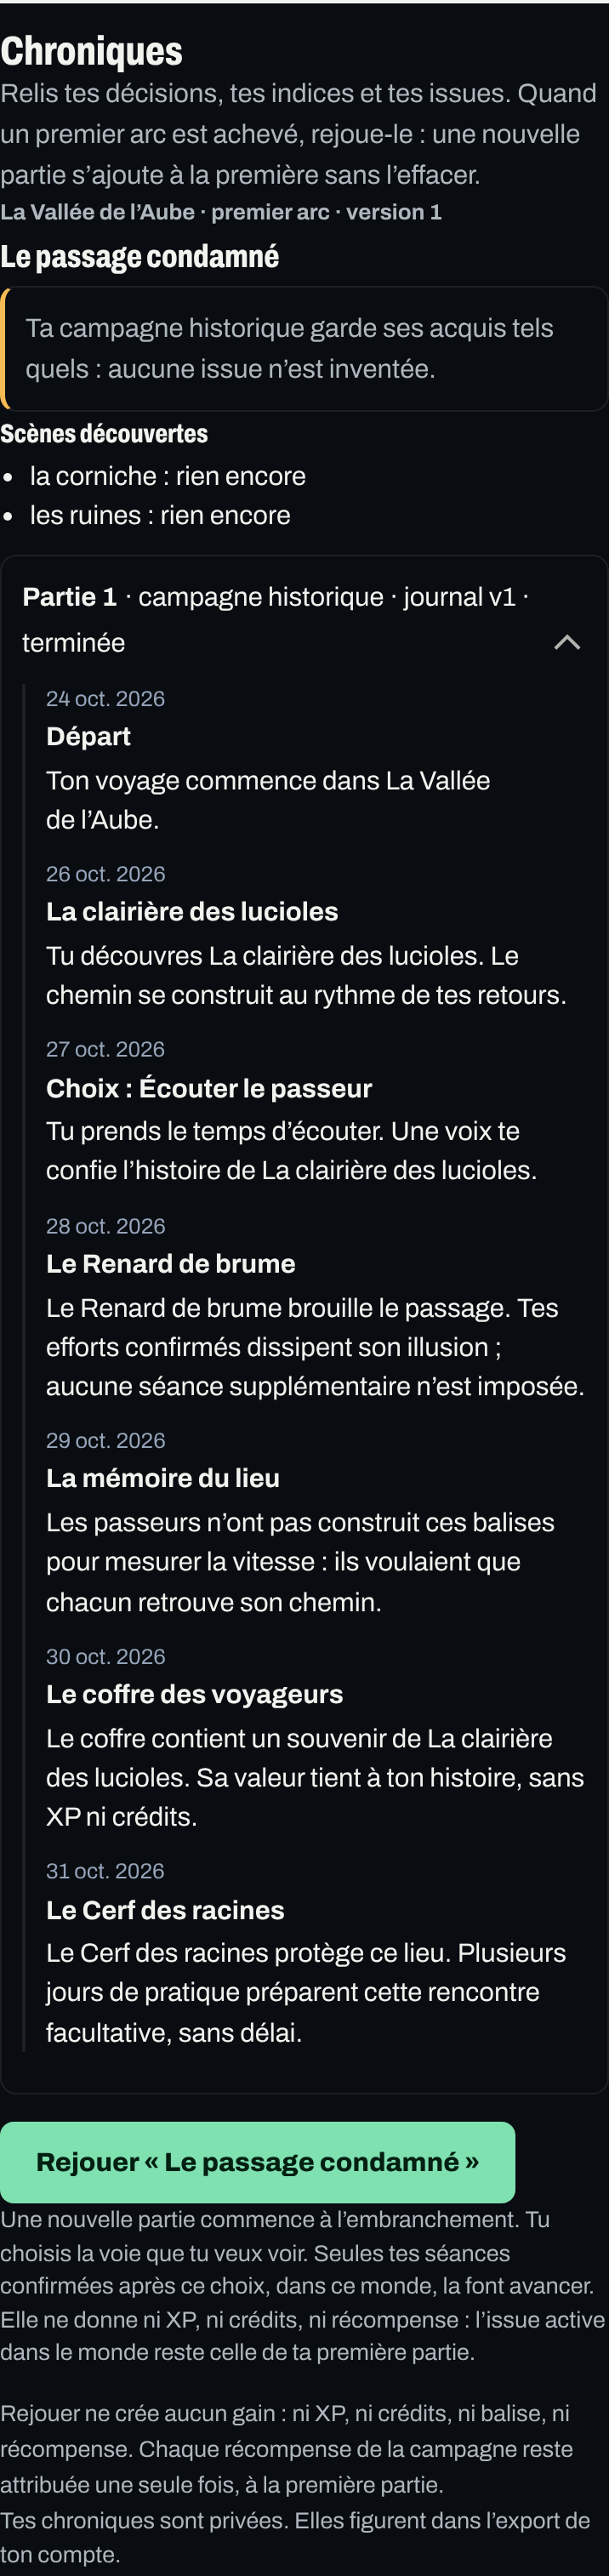 Chroniques
Relis tes décisions, tes indices et tes issues. Quand
un premier arc est achevé, rejoue-le : une nouvelle
partie s’ajoute à la première sans l’effacer.
La Vallée de l’Aube · premier arc · version 1
Le passage condamné
Ta campagne historique garde ses acquis tels
quels : aucune issue n’est inventée.
Scènes découvertes
• la corniche : rien encore
• les ruines : rien encore
Partie 1 · campagne historique · journal v1 ·
terminée
24 oct. 2026
Départ
Ton voyage commence dans La Vallée
de l’Aube.
26 oct. 2026
La clairière des lucioles
Tu découvres La clairière des lucioles. Le
chemin se construit au rythme de tes retours.
27 oct. 2026
Choix : Écouter le passeur
Tu prends le temps d’écouter. Une voix te
confie l’histoire de La clairière des lucioles.
28 oct. 2026
Le Renard de brume
Le Renard de brume brouille le passage. Tes
efforts confirmés dissipent son illusion ;
aucune séance supplémentaire n’est imposée.
29 oct. 2026
La mémoire du lieu
Les passeurs n’ont pas construit ces balises
pour mesurer la vitesse : ils voulaient que
chacun retrouve son chemin.
30 oct. 2026
Le coffre des voyageurs
Le coffre contient un souvenir de La clairière
des lucioles. Sa valeur tient à ton histoire, sans
XP ni crédits.
31 oct. 2026
Le Cerf des racines
Le Cerf des racines protège ce lieu. Plusieurs
jours de pratique préparent cette rencontre
facultative, sans délai.
Rejouer « Le passage condamné »
Une nouvelle partie commence à l’embranchement. Tu
choisis la voie que tu veux voir. Seules tes séances
confirmées après ce choix, dans ce monde, la font avancer.
Elle ne donne ni XP, ni crédits, ni récompense : l’issue active
dans le monde reste celle de ta première partie.
Rejouer ne crée aucun gain : ni XP, ni crédits, ni balise, ni
récompense. Chaque récompense de la campagne reste
attribuée une seule fois, à la première partie.
Tes chroniques sont privées. Elles figurent dans l’export de
ton compte.